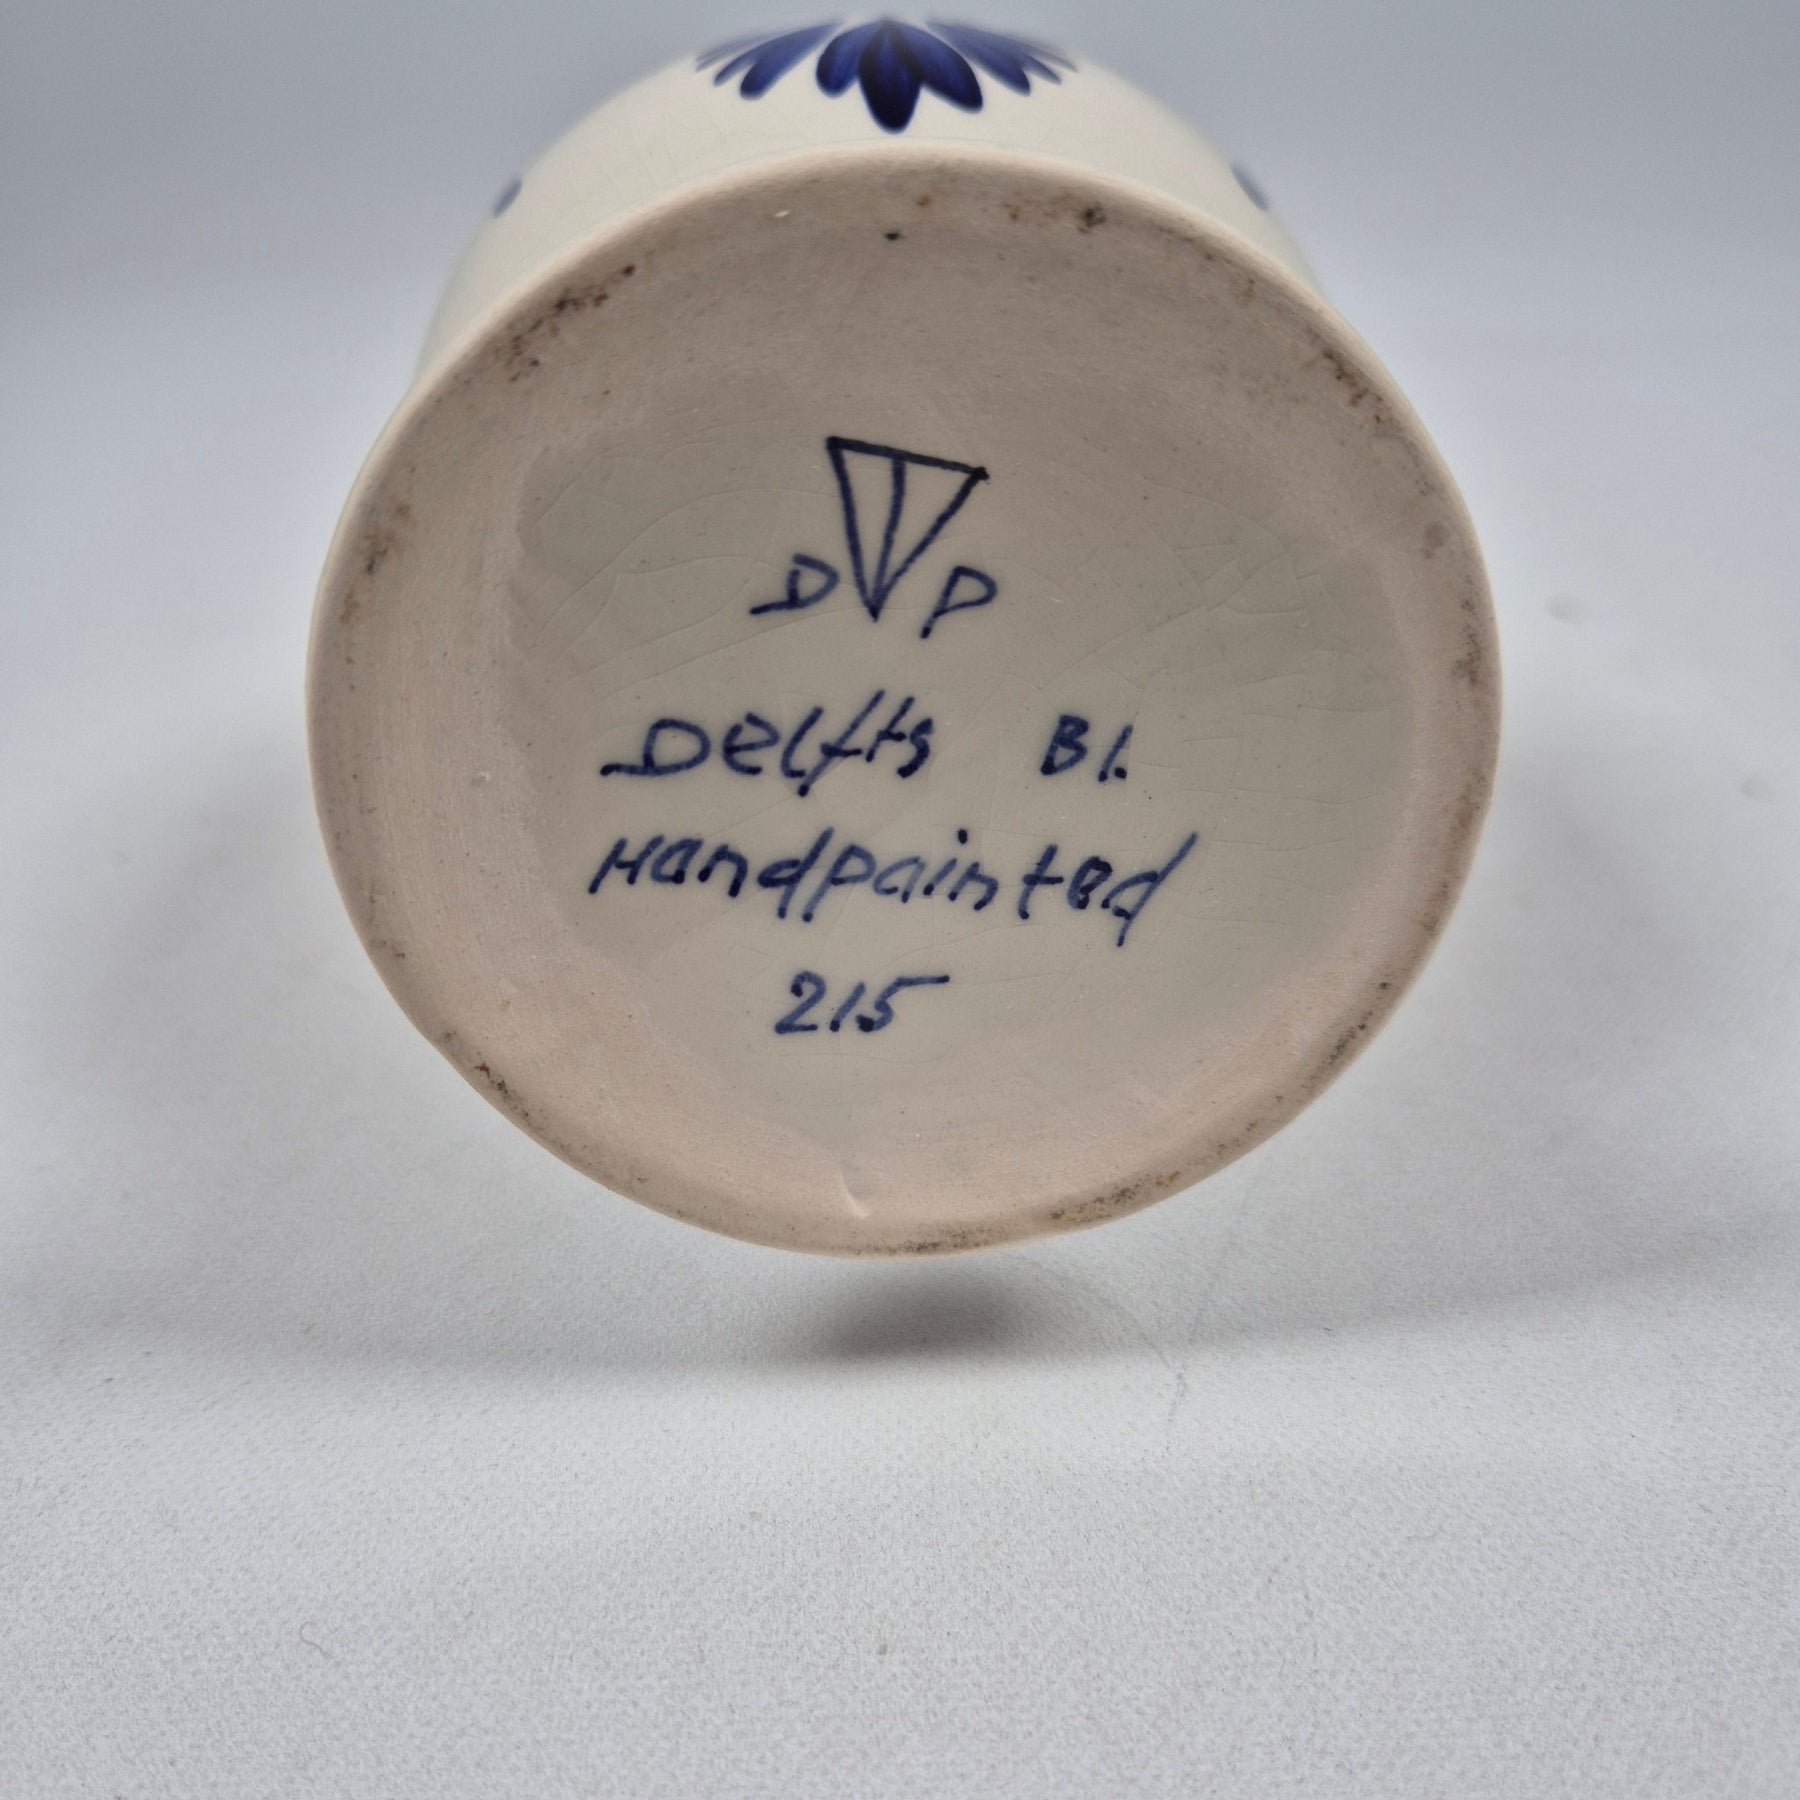 D P
Delfts Bl.
Handpainted
215